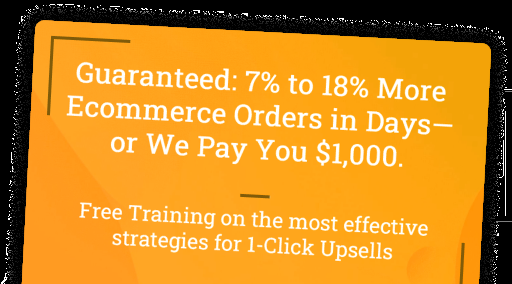 Guaranteed: 7% to 18% More
Ecommerce Orders in Days—
or We Pay You $1,000.
Free Training on the most effective
strategies for 1-Click Upsells